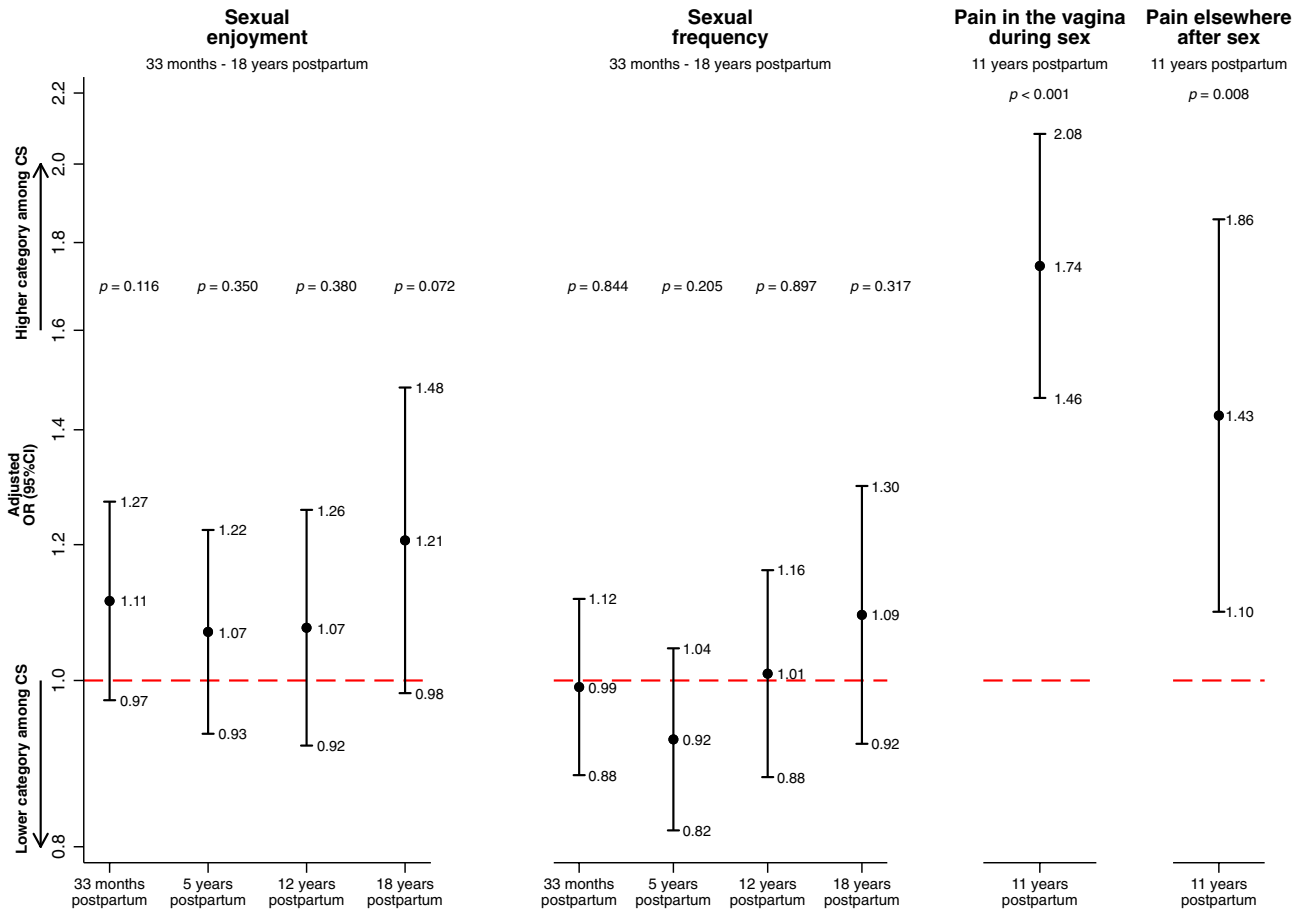 Sexual
enjoyment
33 months - 18 years postpartum
Sexual
frequency
33 months - 18 years postpartum
Pain in the vagina
during sex
11 years postpartum
Pain elsewhere
after sex
11 years postpartum
Higher category among CS
Adjusted
OR (95%CI)
Lower category among CS
2.2
2.0
1.8
1.6
1.4
1.2
1.0
0.8
p = 0.116
p = 0.350
p = 0.380
p = 0.072
1.27
1.11
0.97
1.22
1.07
0.93
1.26
1.07
0.92
1.48
1.21
0.98
33 months
postpartum
5 years
postpartum
12 years
postpartum
18 years
postpartum
p = 0.844
p = 0.205
p = 0.897
p = 0.317
1.12
0.99
0.88
1.04
0.92
0.82
1.16
1.01
0.88
1.30
1.09
0.92
33 months
postpartum
5 years
postpartum
12 years
postpartum
18 years
postpartum
p < 0.001
2.08
1.74
1.46
11 years
postpartum
p = 0.008
1.86
1.43
1.10
11 years
postpartum